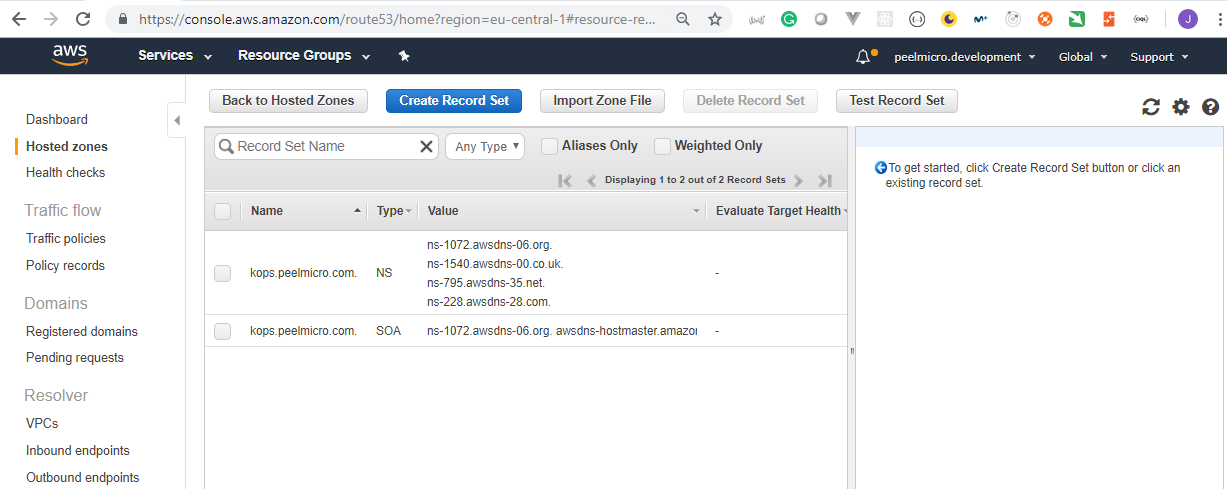 https://console.aws.amazon.com/route53/home?region=eu-central-1#resource-re...
J
aws
Services
Resource Groups
peelmicro.development
Global
Support
Back to Hosted Zones
Create Record Set
Import Zone File
Delete Record Set
Test Record Set
Dashboard
Hosted zones
Health checks
Traffic flow
Traffic policies
Policy records
Domains
Registered domains
Pending requests
Resolver
VPCs
Inbound endpoints
Outbound endpoints
Record Set Name
Any Type
Aliases Only
Weighted Only
Displaying 1 to 2 out of 2 Record Sets
Name Type Value Evaluate Target Health
kops.peelmicro.com. NS
ns-1072.awsdns-06.org.
ns-1540.awsdns-00.co.uk.
ns-795.awsdns-35.net.
ns-228.awsdns-28.com.
-
kops.peelmicro.com. SOA ns-1072.awsdns-06.org. awsdns-hostmaster.amazon -
To get started, click Create Record Set button or click an
existing record set.